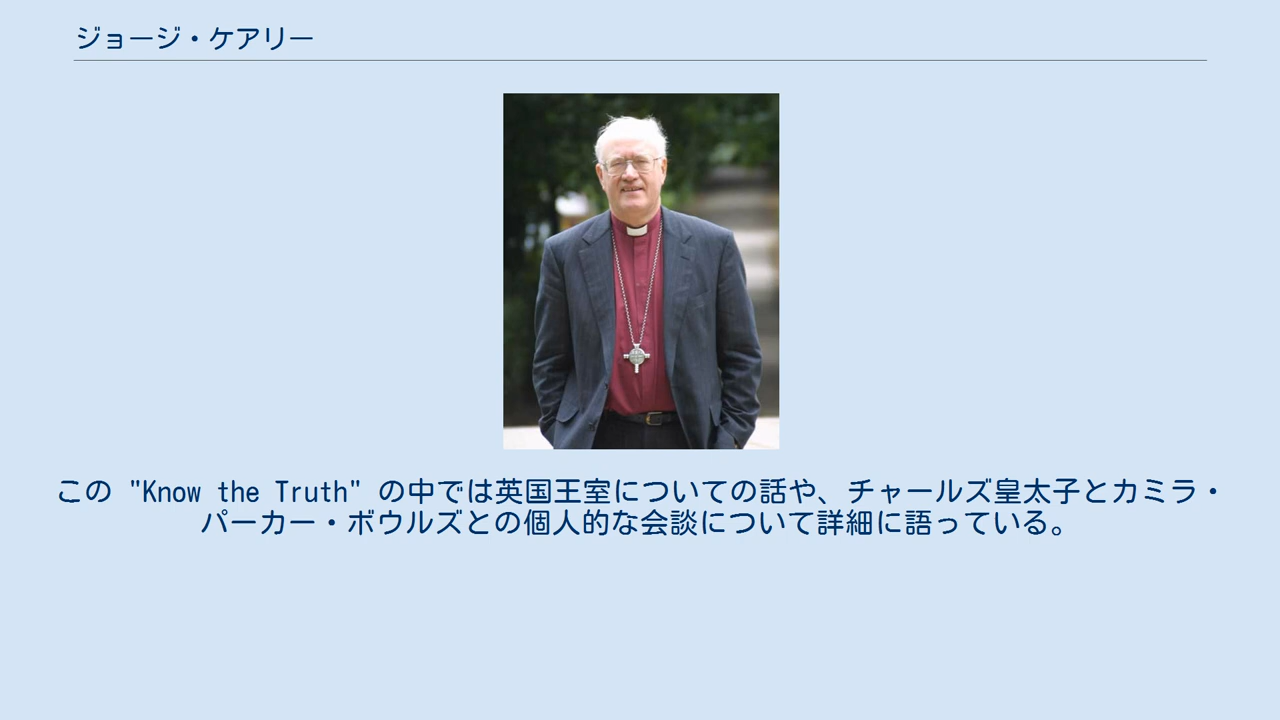 ジョージ・ケアリー
この "Know the Truth" の中では英国王室についての話や、チャールズ皇太子とカミラ・
パーカー・ボウルズとの個人的な会談について詳細に語っている。